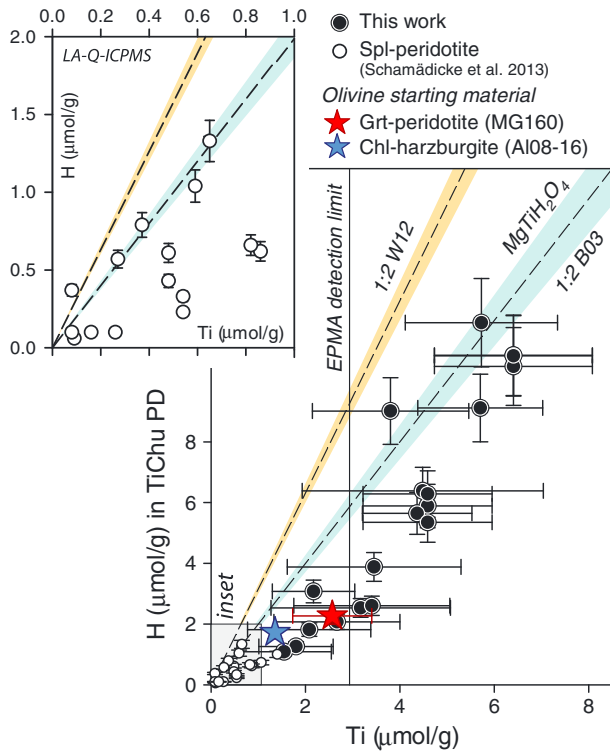 0.0 0.2 0.4 0.6 0.8 1.0
2.0
1.5
1.0
0.5
0.0
LA-Q-ICPMS
H (μmol/g)
Ti (μmol/g)
This work
Spl-peridotite
(Schamädicke et al. 2013)
Olivine starting material
Grt-peridotite (MG160)
Chl-harzburgite (Al08-16)
EPMA detection limit
1:2 W12
MgTiH₂O₄
1:2 B03
inset
H (μmol/g) in TiChu PD
8
6
4
2
0
0 2 4 6 8
Ti (μmol/g)